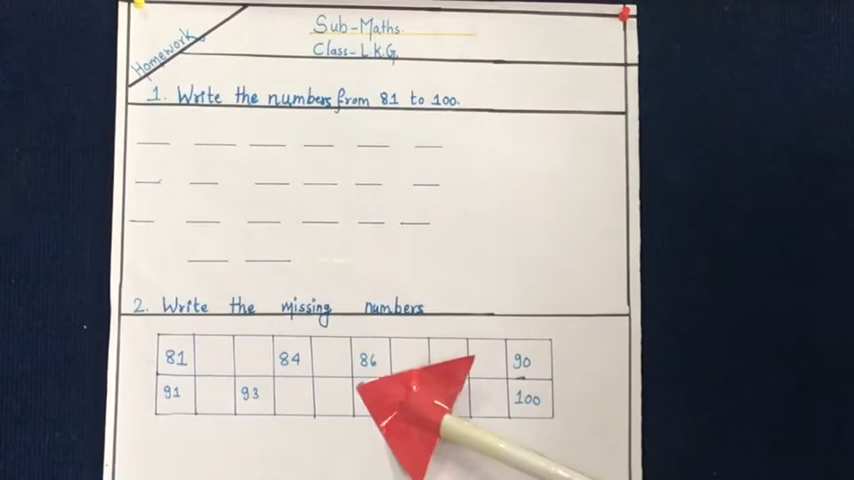 Homework
Sub-Maths
Class-L.K.G.
1. Write the numbers from 81 to 100.
2. Write the missing numbers
81 84 86 90
91 93 100